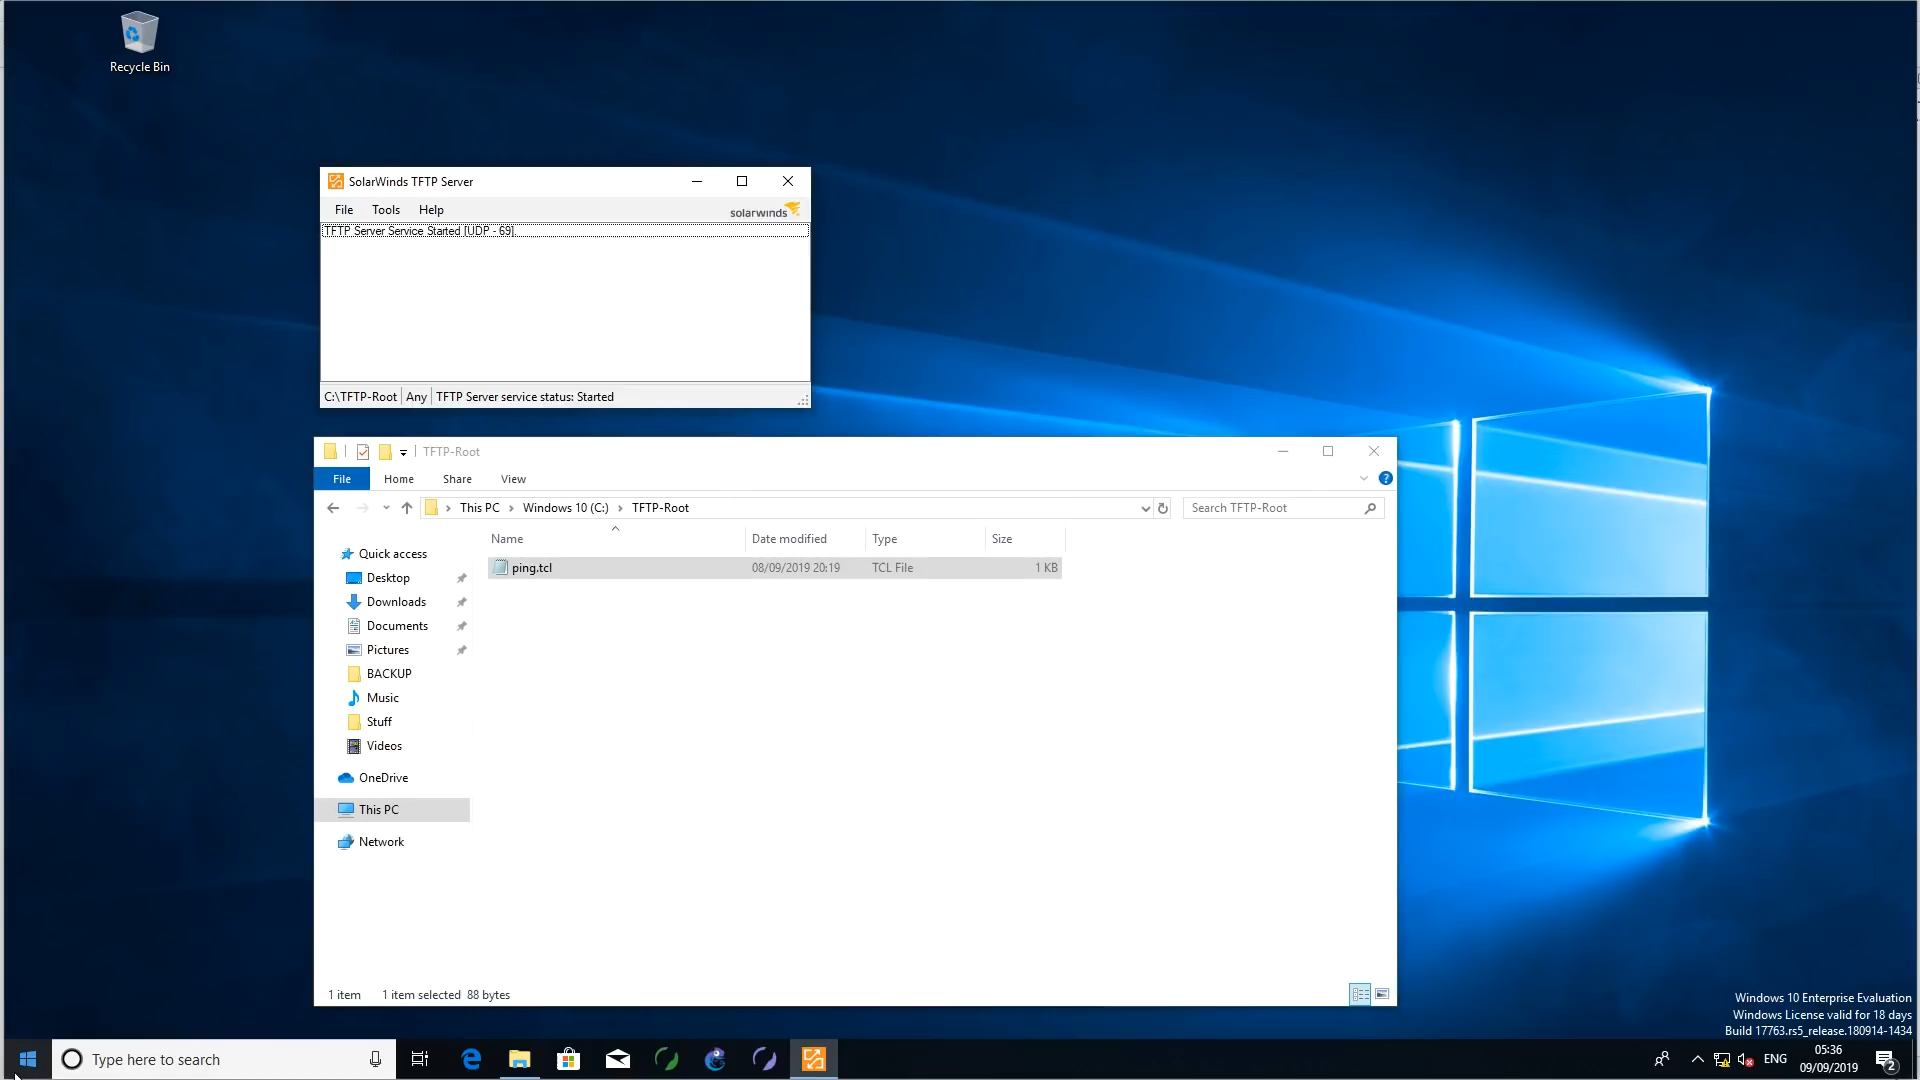 Recycle Bin
SolarWinds TFTP Server
File Tools Help
solarwinds
TFTP Server Service Started [UDP - 69].
C:\TFTP-Root Any TFTP Server service status: Started
TFTP-Root
File Home Share View
This PC Windows 10 (C:) TFTP-Root
Search TFTP-Root
Name Date modified Type Size
ping.tcl 08/09/2019 20:19 TCL File 1 KB
Quick access
Desktop
Downloads
Documents
Pictures
BACKUP
Music
Stuff
Videos
OneDrive
This PC
Network
1 item 1 item selected 88 bytes
Windows 10 Enterprise Evaluation
Windows License valid for 18 days
Build 17763.rs5_release.180914-1434
Type here to search
ENG
05:36
09/09/2019
2